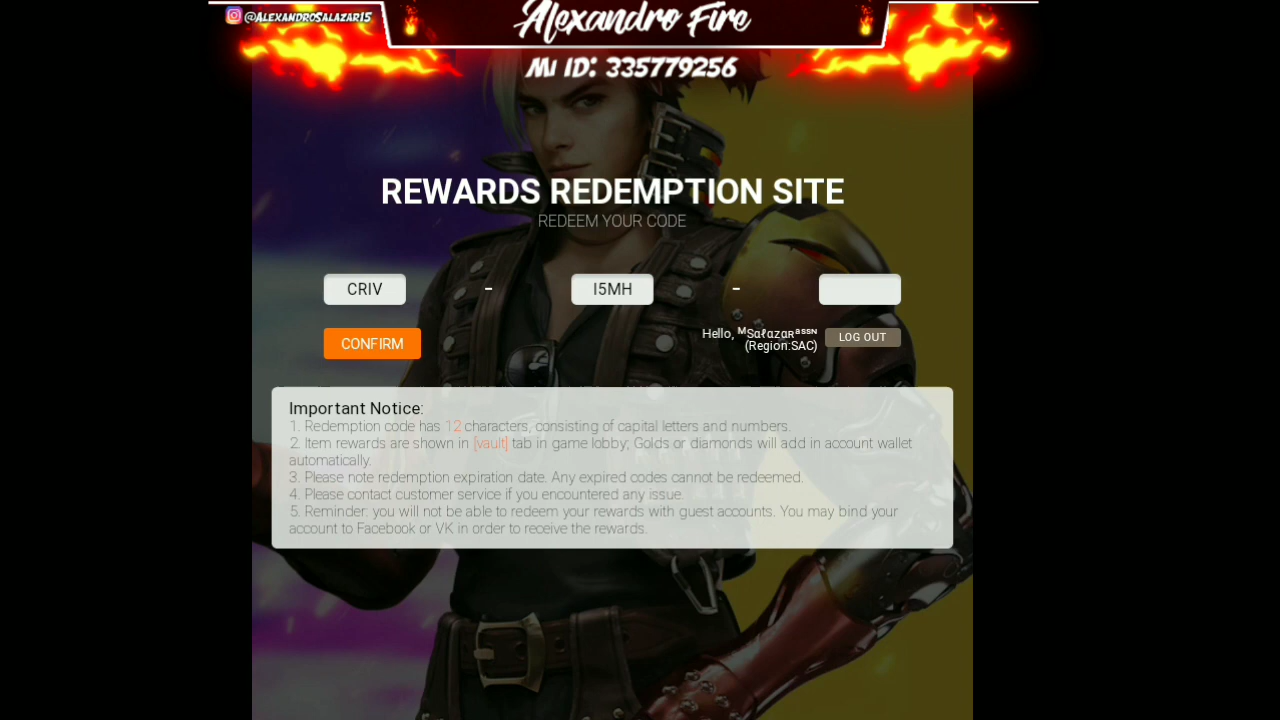 @AlexandroSalazar15
Alexandro Fire
Mi ID: 335779256
REWARDS REDEMPTION SITE
REDEEM YOUR CODE
CRIV - I5MH -
CONFIRM
Hello, ᴹSαℓαzαʀᵃˢˢᶰ
(Region:SAC)
LOG OUT
Important Notice:
1. Redemption code has 12 characters, consisting of capital letters and numbers.
2. Item rewards are shown in [vault] tab in game lobby; Golds or diamonds will add in account wallet
automatically.
3. Please note redemption expiration date. Any expired codes cannot be redeemed.
4. Please contact customer service if you encountered any issue.
5. Reminder: you will not be able to redeem your rewards with guest accounts. You may bind your
account to Facebook or VK in order to receive the rewards.